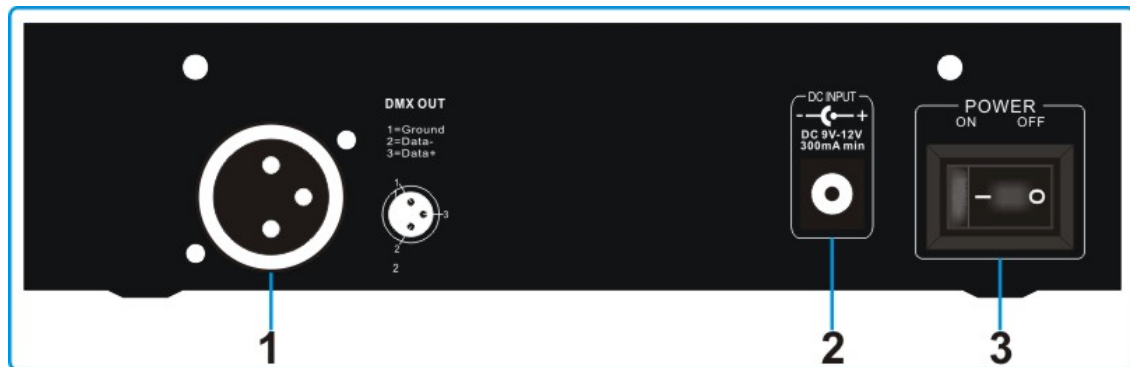 DMX OUT
1=Ground
2=Data-
3=Data+
1
1
3
2
2
DC INPUT
- +
DC 9V-12V
300mA min
POWER
ON OFF
1
2
3